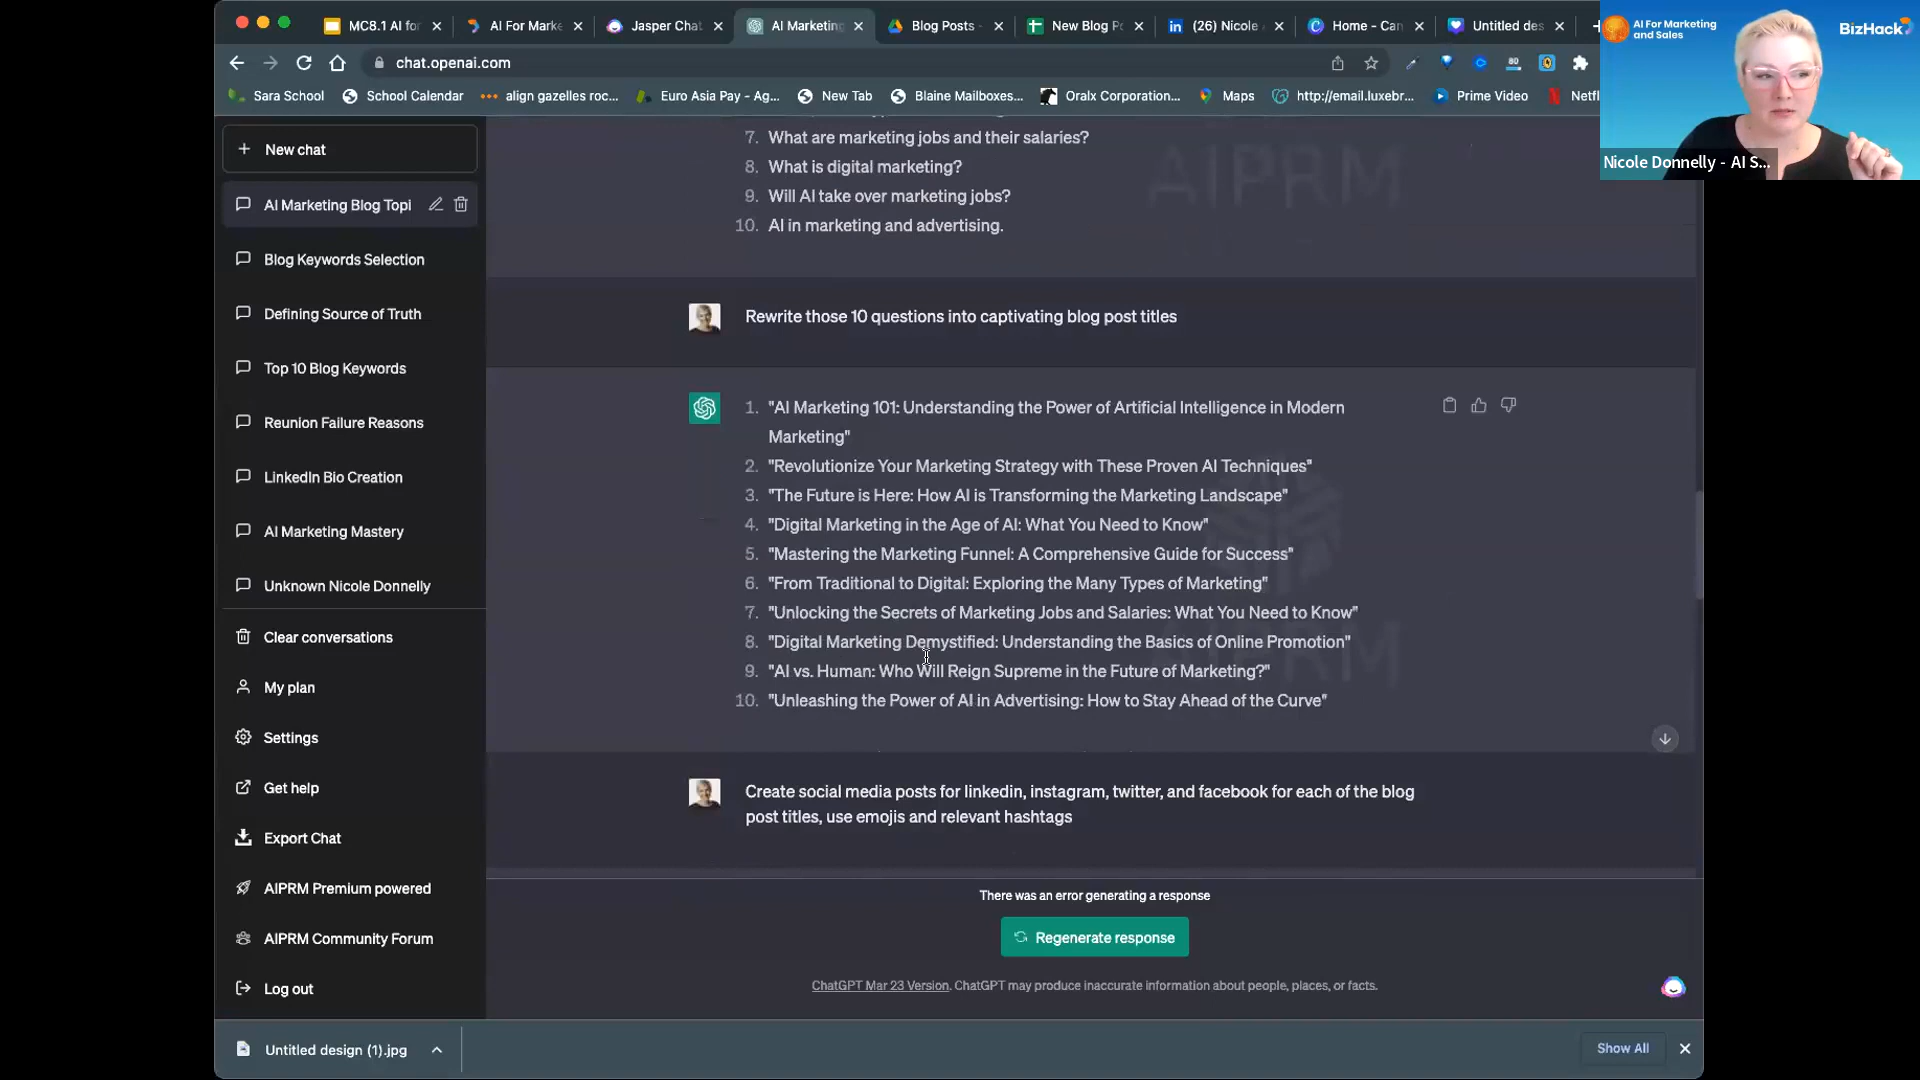 MC8.1 AI for
AI For Marke
Jasper Chat
AI Marketing
Blog Posts -
New Blog P
(26) Nicole
Home - Can
Untitled des
chat.openai.com
80
Sara School
School Calendar
align gazelles roc...
Euro Asia Pay - Ag...
New Tab
Blaine Mailboxes...
Oralx Corporation...
Maps
http://email.luxebr...
Prime Video
Netfl
AI For Marketing
and Sales
BizHack
Nicole Donnelly - AI S...
New chat
AI Marketing Blog Topi
Blog Keywords Selection
Defining Source of Truth
Top 10 Blog Keywords
Reunion Failure Reasons
LinkedIn Bio Creation
AI Marketing Mastery
Unknown Nicole Donnelly
Clear conversations
My plan
Settings
Get help
Export Chat
AIPRM Premium powered
AIPRM Community Forum
Log out
7. What are marketing jobs and their salaries?
8. What is digital marketing?
9. Will AI take over marketing jobs?
10. AI in marketing and advertising.
AIPRM
Rewrite those 10 questions into captivating blog post titles
1. "AI Marketing 101: Understanding the Power of Artificial Intelligence in Modern
Marketing"
2. "Revolutionize Your Marketing Strategy with These Proven AI Techniques"
3. "The Future is Here: How AI is Transforming the Marketing Landscape"
4. "Digital Marketing in the Age of AI: What You Need to Know"
5. "Mastering the Marketing Funnel: A Comprehensive Guide for Success"
6. "From Traditional to Digital: Exploring the Many Types of Marketing"
7. "Unlocking the Secrets of Marketing Jobs and Salaries: What You Need to Know"
8. "Digital Marketing Demystified: Understanding the Basics of Online Promotion"
9. "AI vs. Human: Who Will Reign Supreme in the Future of Marketing?"
10. "Unleashing the Power of AI in Advertising: How to Stay Ahead of the Curve"
AIPRM
Create social media posts for linkedin, instagram, twitter, and facebook for each of the blog
post titles, use emojis and relevant hashtags
There was an error generating a response
Regenerate response
ChatGPT Mar 23 Version. ChatGPT may produce inaccurate information about people, places, or facts.
Untitled design (1).jpg
Show All